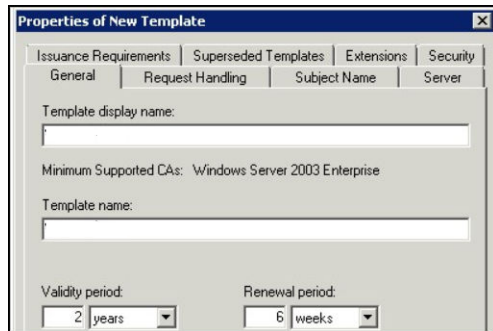 Properties of New Template
Issuance Requirements Superseded Templates Extensions Security
General Request Handling Subject Name Server
Template display name:
Minimum Supported CAs: Windows Server 2003 Enterprise
Template name:
Validity period: Renewal period:
2 years 6 weeks